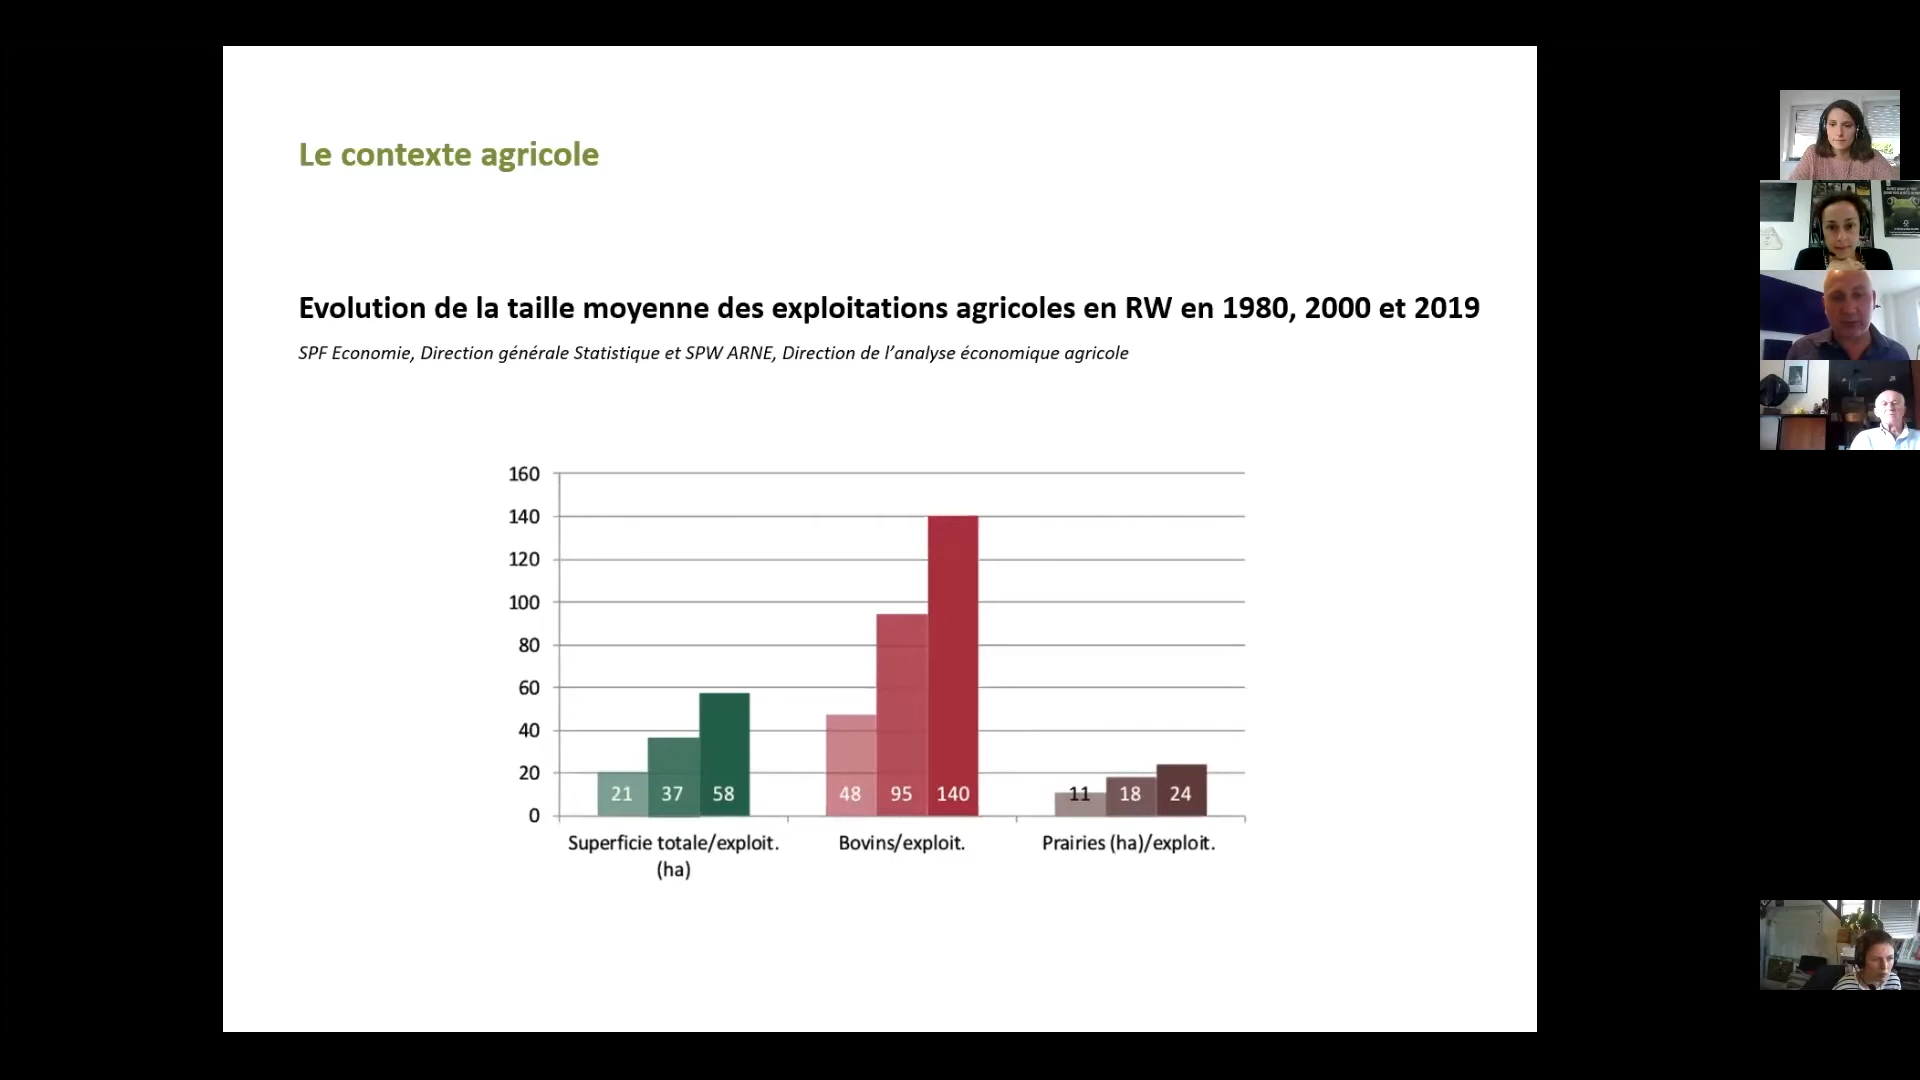 Le contexte agricole
Evolution de la taille moyenne des exploitations agricoles en RW en 1980, 2000 et 2019
SPF Economie, Direction générale Statistique et SPW ARNE, Direction de l’analyse économique agricole
160
140
120
100
80
60
40
20
0
21 37 58
48 95 140
11 18 24
Superficie totale/exploit.
(ha)
Bovins/exploit.
Prairies (ha)/exploit.